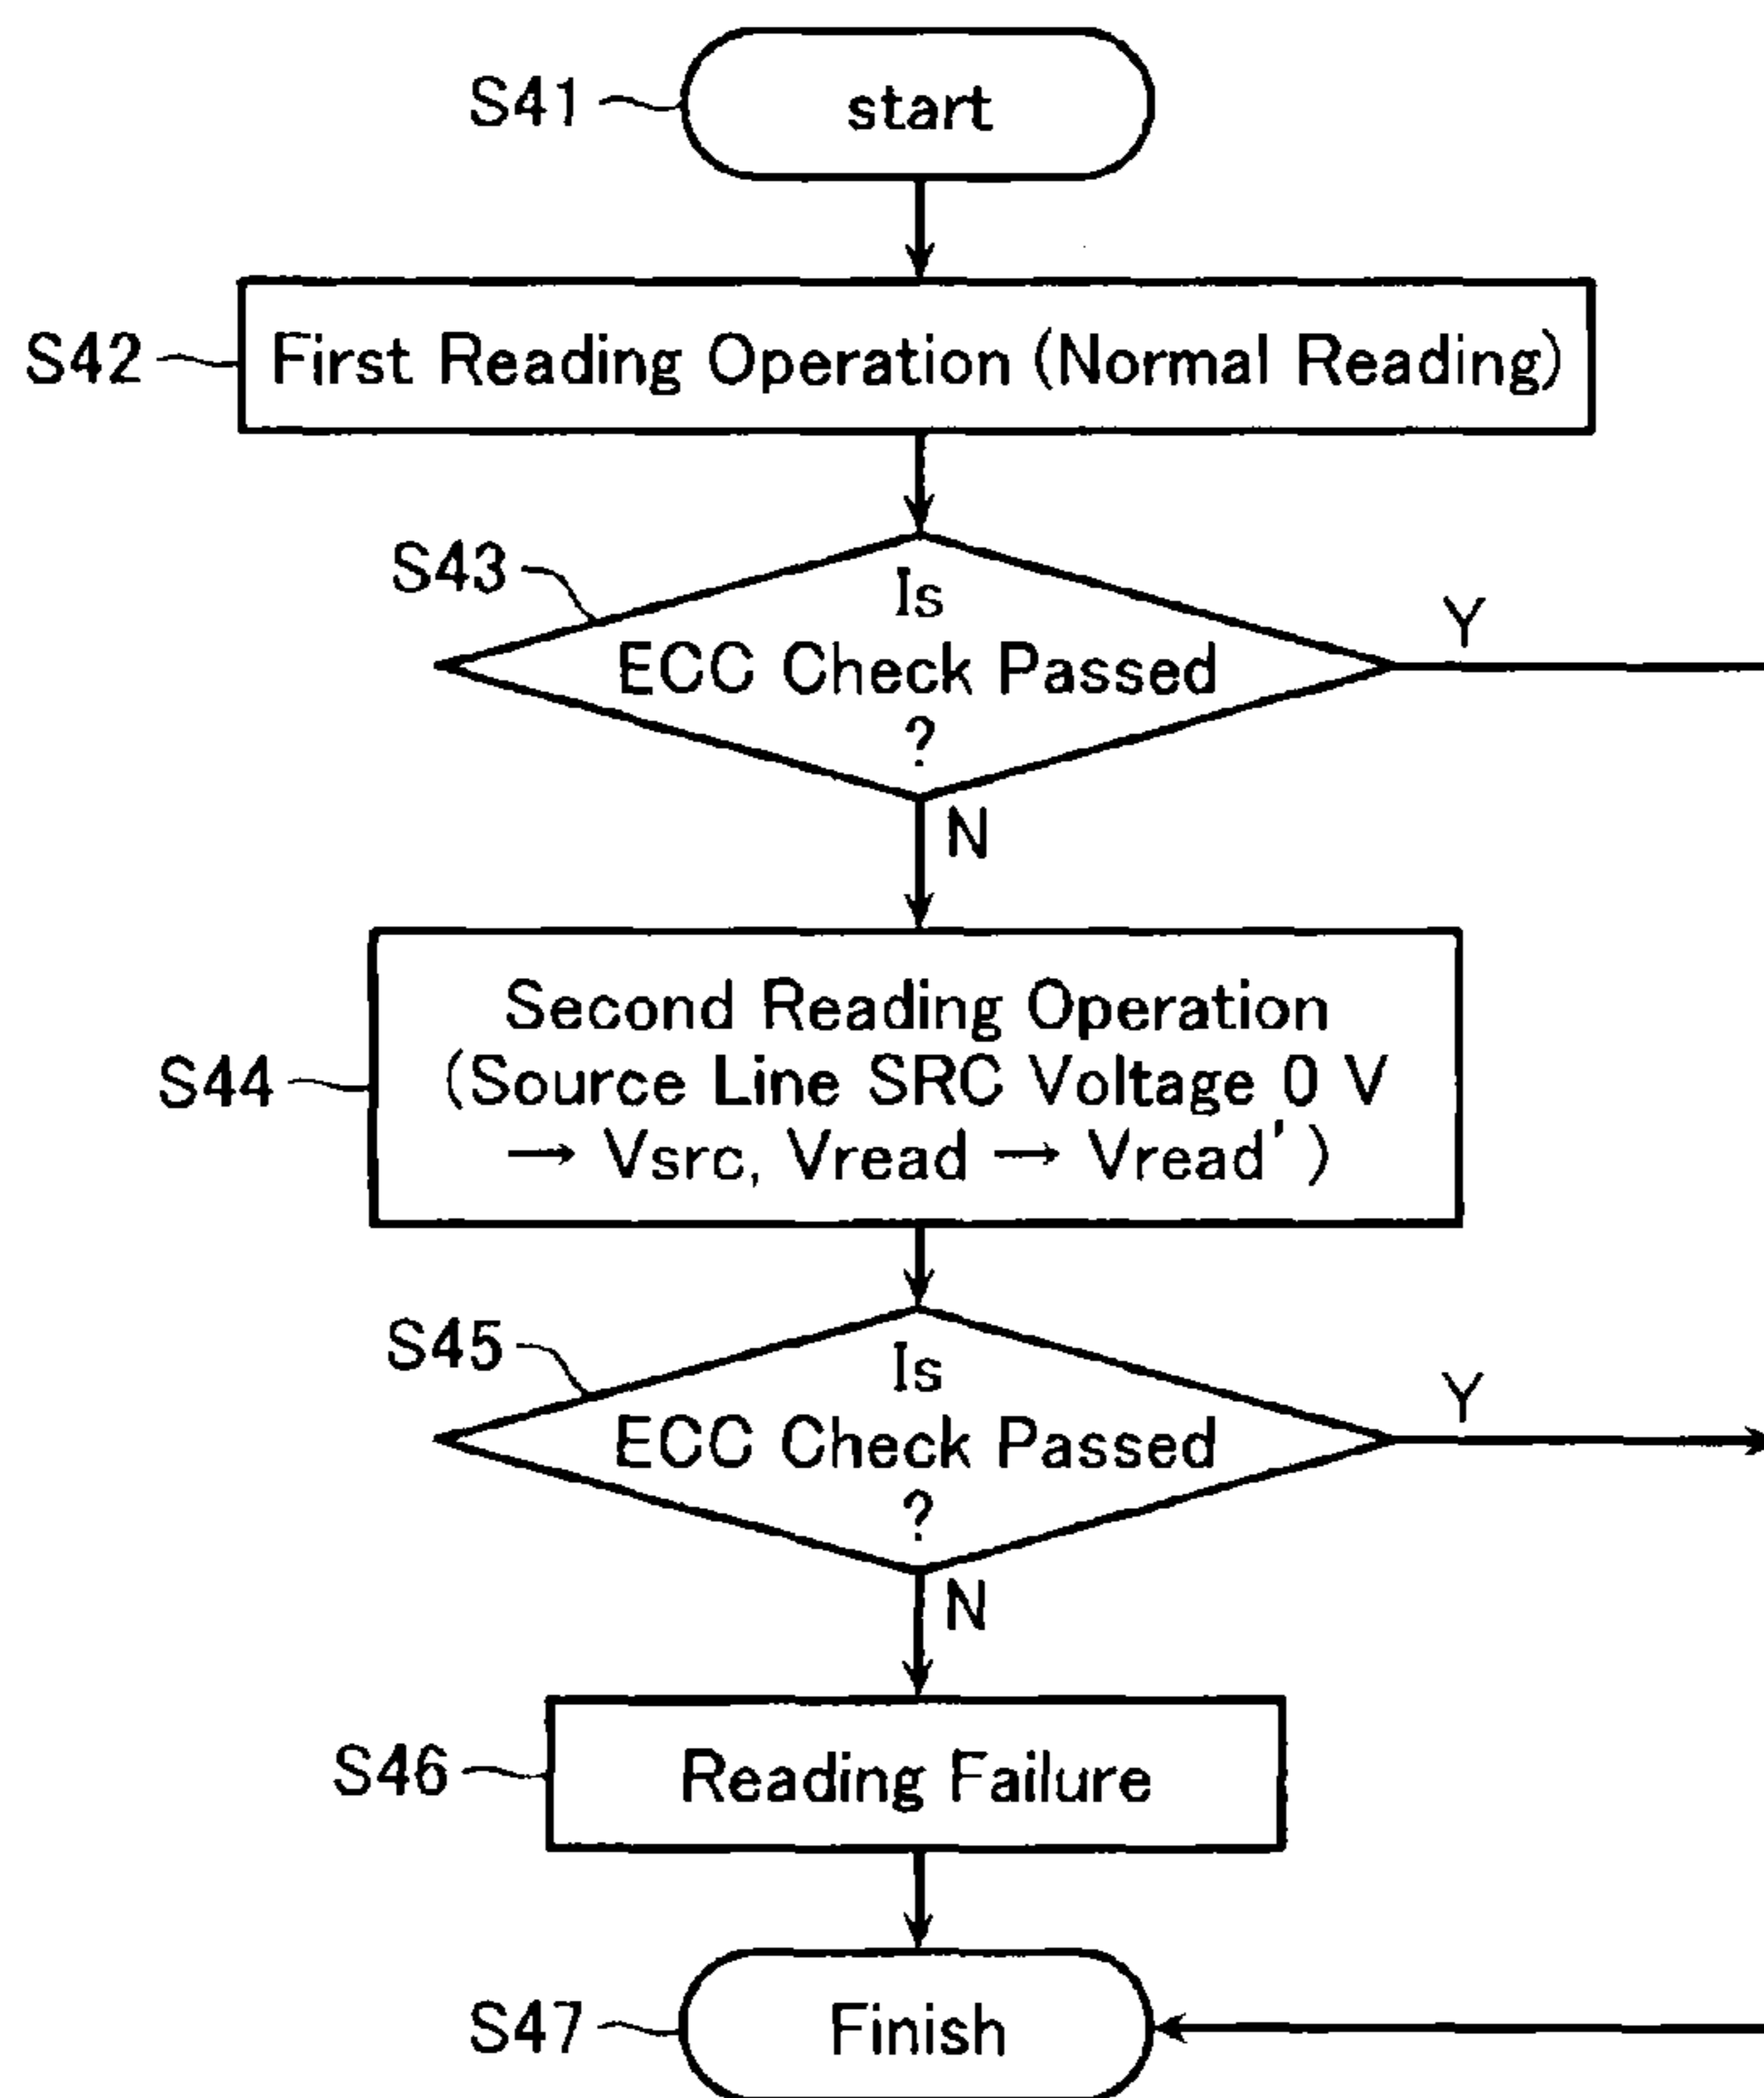 S41
start
S42
First Reading Operation (Normal Reading)
S43
Is
ECC Check Passed
?
Y
N
S44
Second Reading Operation
(Source Line SRC Voltage 0 V
→ Vsrc, Vread → Vread')
S45
Is
ECC Check Passed
?
Y
N
S46
Reading Failure
S47
Finish